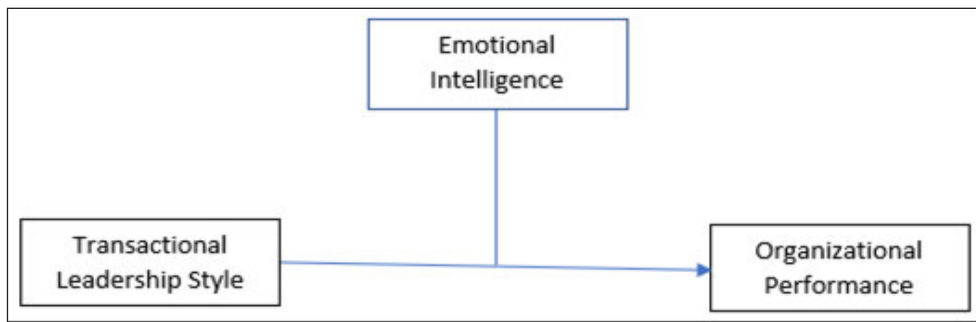 Emotional
Intelligence
Transactional
Leadership Style
Organizational
Performance